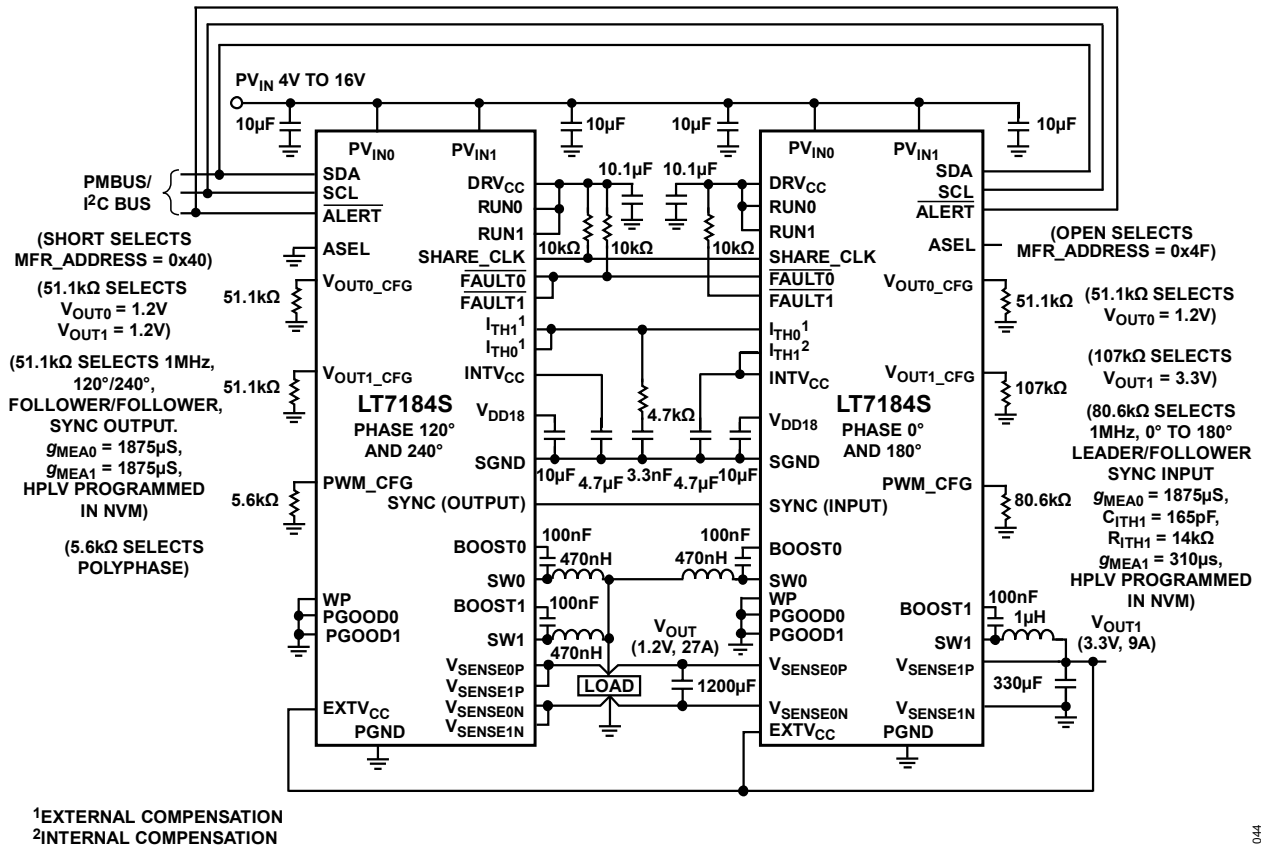 PVIN 4V TO 16V
10µF
10µF
10µF
10µF
PMBUS/
I2C BUS
(SHORT SELECTS
MFR_ADDRESS = 0x40)
(51.1kΩ SELECTS
VOUT0 = 1.2V
VOUT1 = 1.2V)
(51.1kΩ SELECTS 1MHz,
120°/240°,
FOLLOWER/FOLLOWER,
SYNC OUTPUT.
gMEA0 = 1875µS,
gMEA1 = 1875µS,
HPLV PROGRAMMED
IN NVM)
(5.6kΩ SELECTS
POLYPHASE)
51.1kΩ
51.1kΩ
5.6kΩ
PVIN0
PVIN1
SDA
SCL
ALERT
ASEL
VOUT0_CFG
VOUT1_CFG
PWM_CFG
WP
PGOOD0
PGOOD1
EXTVCC
PGND
LT7184S
PHASE 120°
AND 240°
DRVCC
RUN0
RUN1
SHARE_CLK
FAULT0
FAULT1
ITH1 1
ITH0 1
INTVCC
VDD18
SGND
SYNC (OUTPUT)
BOOST0
SW0
BOOST1
SW1
VSENSE0P
VSENSE1P
VSENSE0N
VSENSE1N
10.1µF
10.1µF
10kΩ
10kΩ
10kΩ
4.7kΩ
10µF
4.7µF
3.3nF
4.7µF
10µF
100nF
470nH
470nH
100nF
100nF
470nH
VOUT
(1.2V, 27A)
LOAD
1200µF
PVIN0
PVIN1
DRVCC
RUN0
RUN1
SHARE_CLK
FAULT0
FAULT1
ITH0 1
ITH1 2
INTVCC
VDD18
SGND
SYNC (INPUT)
BOOST0
SW0
WP
PGOOD0
PGOOD1
VSENSE0P
VSENSE0N
EXTVCC
PGND
LT7184S
PHASE 0°
AND 180°
SDA
SCL
ALERT
ASEL
VOUT0_CFG
VOUT1_CFG
PWM_CFG
BOOST1
SW1
VSENSE1P
VSENSE1N
(OPEN SELECTS
MFR_ADDRESS = 0x4F)
51.1kΩ
(51.1kΩ SELECTS
VOUT0 = 1.2V)
107kΩ
(107kΩ SELECTS
VOUT1 = 3.3V)
80.6kΩ
(80.6kΩ SELECTS
1MHz, 0° TO 180°
LEADER/FOLLOWER
SYNC INPUT
gMEA0 = 1875µS,
CITH1 = 165pF,
RITH1 = 14kΩ
gMEA1 = 310µs,
HPLV PROGRAMMED
IN NVM)
100nF
1µH
VOUT1
(3.3V, 9A)
330µF
1EXTERNAL COMPENSATION
2INTERNAL COMPENSATION
044